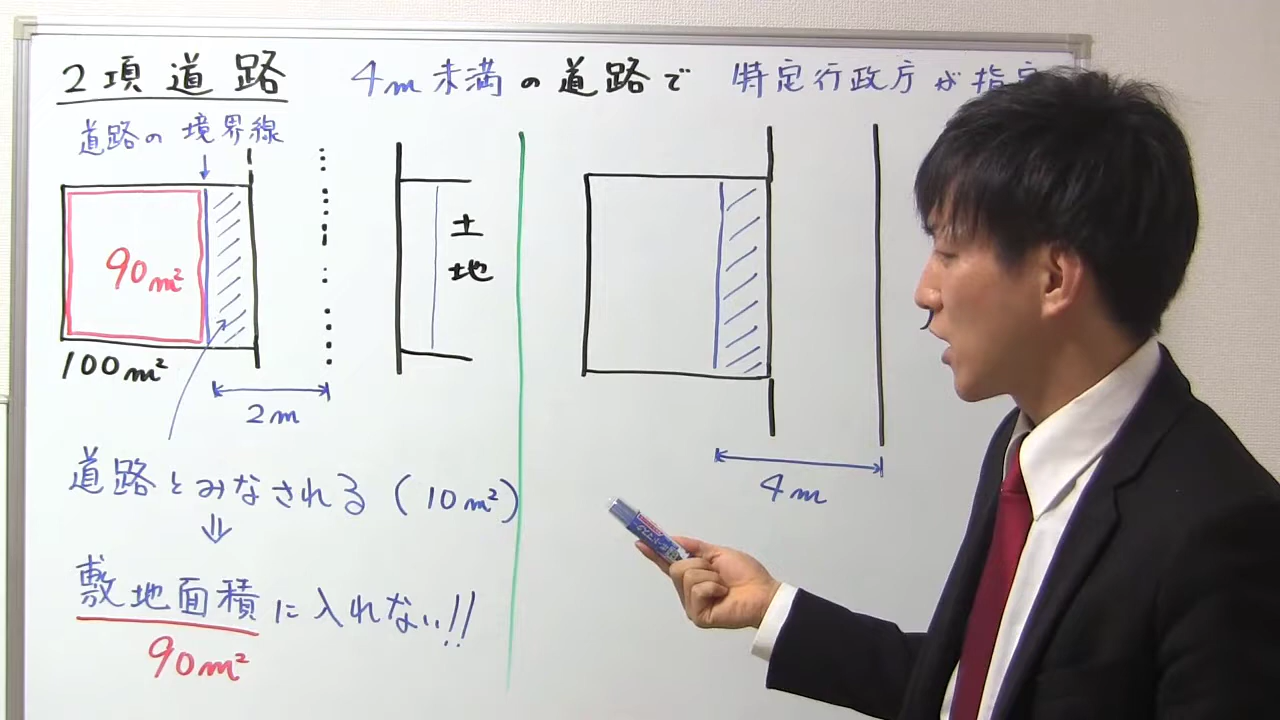 2項道路 4m未満の道路で 特定行政庁が指定
道路の境界線
90m²
土地
100m²
2m
4m
道路とみなされる (10m²)
⇓
敷地面積に入れない!!
90m²